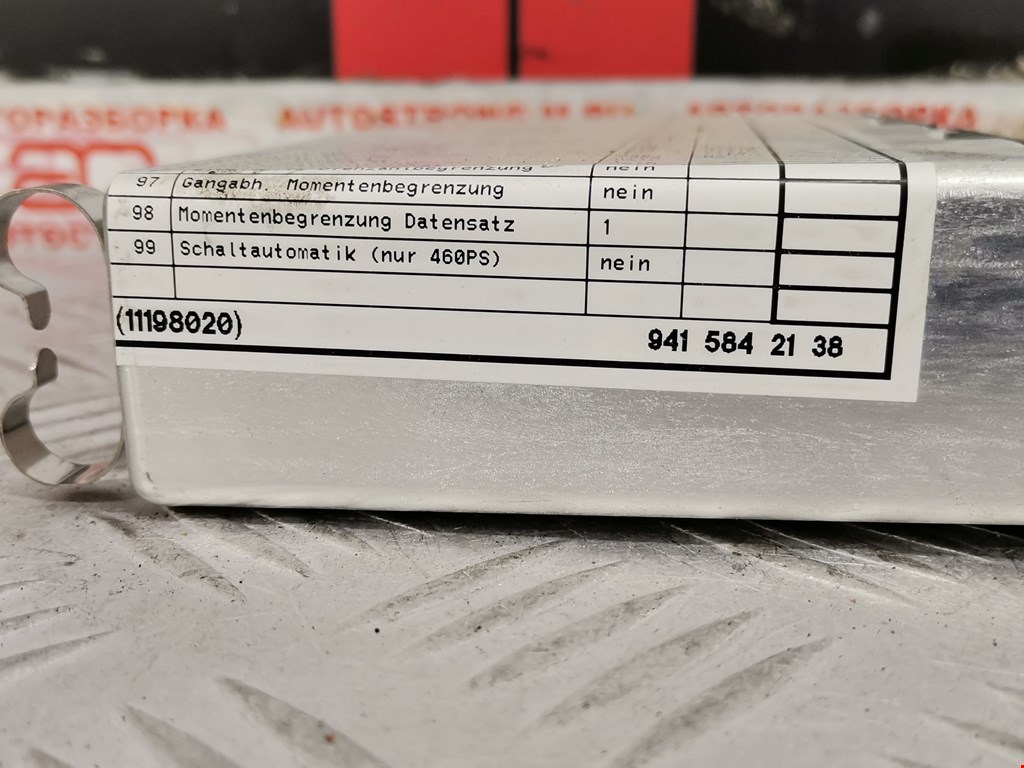 АВТОРАЗБОРКА
nein
97 Gangabh. Momentenbegrenzung nein
98 Momentenbegrenzung Datensatz 1
99 Schaltautomatik (nur 460PS) nein
(11198020) 941 584 21 38